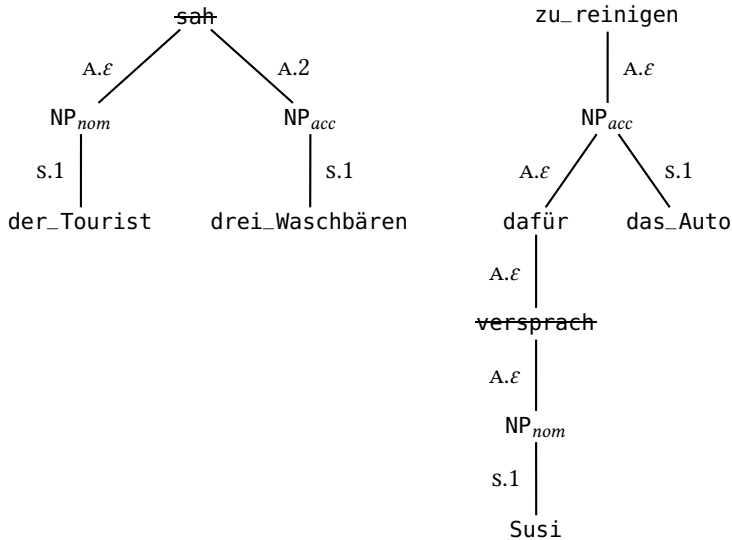 sah
zu_reinigen
A.ε A.2 A.ε
NP_nom NP_acc NP_acc
S.1 S.1 A.ε S.1
der_Tourist drei_Waschbären dafür das_Auto
A.ε
versprach
A.ε
NP_nom
S.1
Susi